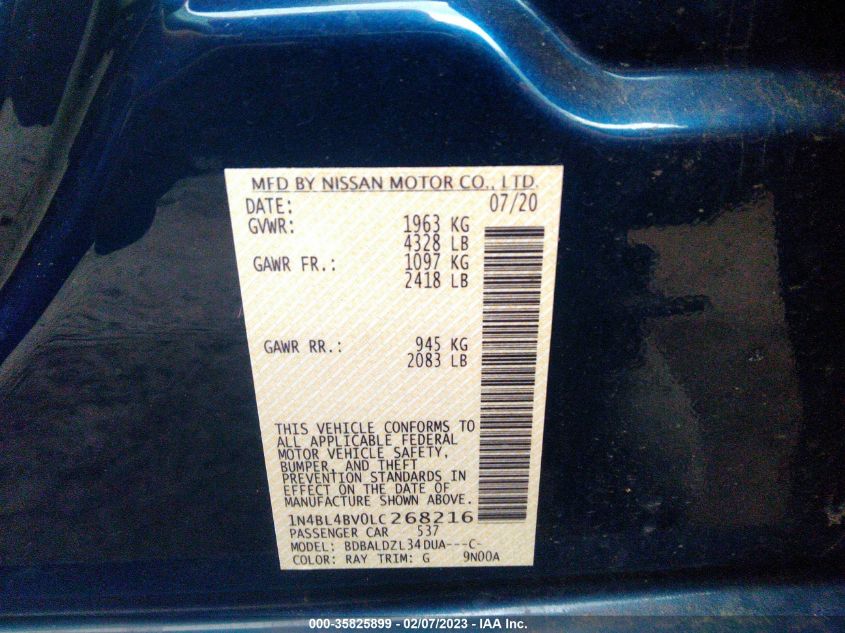 MFD BY NISSAN MOTOR CO., LTD.
DATE: 07/20
GVWR: 1963 KG
4328 LB
GAWR FR.: 1097 KG
2418 LB
GAWR RR.: 945 KG
2083 LB
THIS VEHICLE CONFORMS TO
ALL APPLICABLE FEDERAL
MOTOR VEHICLE SAFETY,
BUMPER, AND THEFT
PREVENTION STANDARDS IN
EFFECT ON THE DATE OF
MANUFACTURE SHOWN ABOVE.
1N4BL4BV0LC268216
PASSENGER CAR 537
MODEL: BDBALDZL34DUA---C-
COLOR: RAY TRIM: G 9N00A
000-35825899 - 02/07/2023 - IAA Inc.